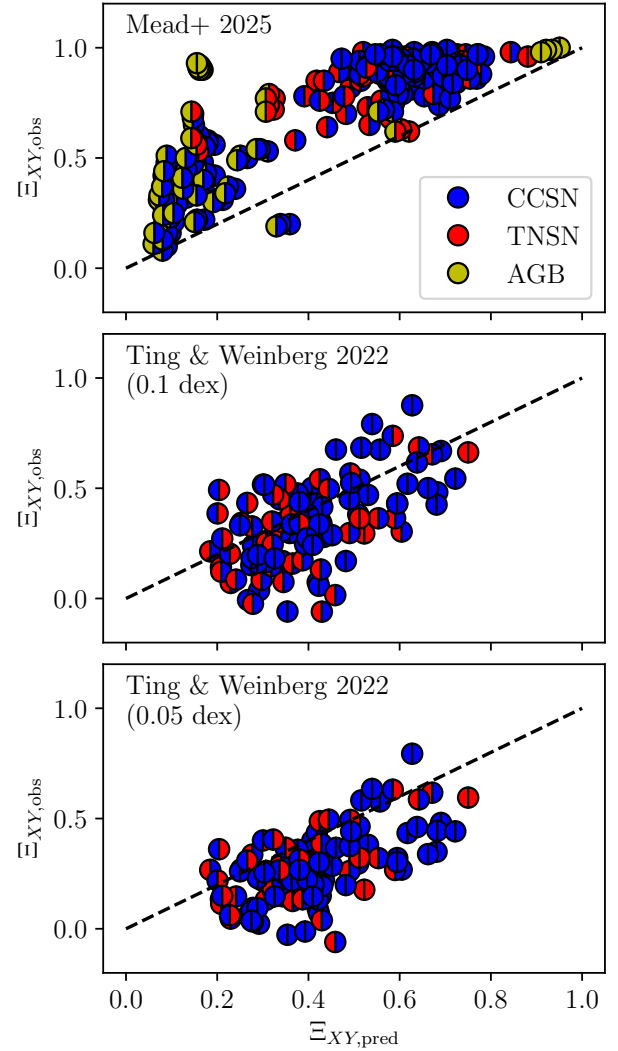 Mead+ 2025
1.0
0.5
0.0
Ξ_{XY,obs}
CCSN
TNSN
AGB
Ting & Weinberg 2022
(0.1 dex)
1.0
0.5
0.0
Ξ_{XY,obs}
Ting & Weinberg 2022
(0.05 dex)
1.0
0.5
0.0
Ξ_{XY,obs}
0.0 0.2 0.4 0.6 0.8 1.0
Ξ_{XY,pred}